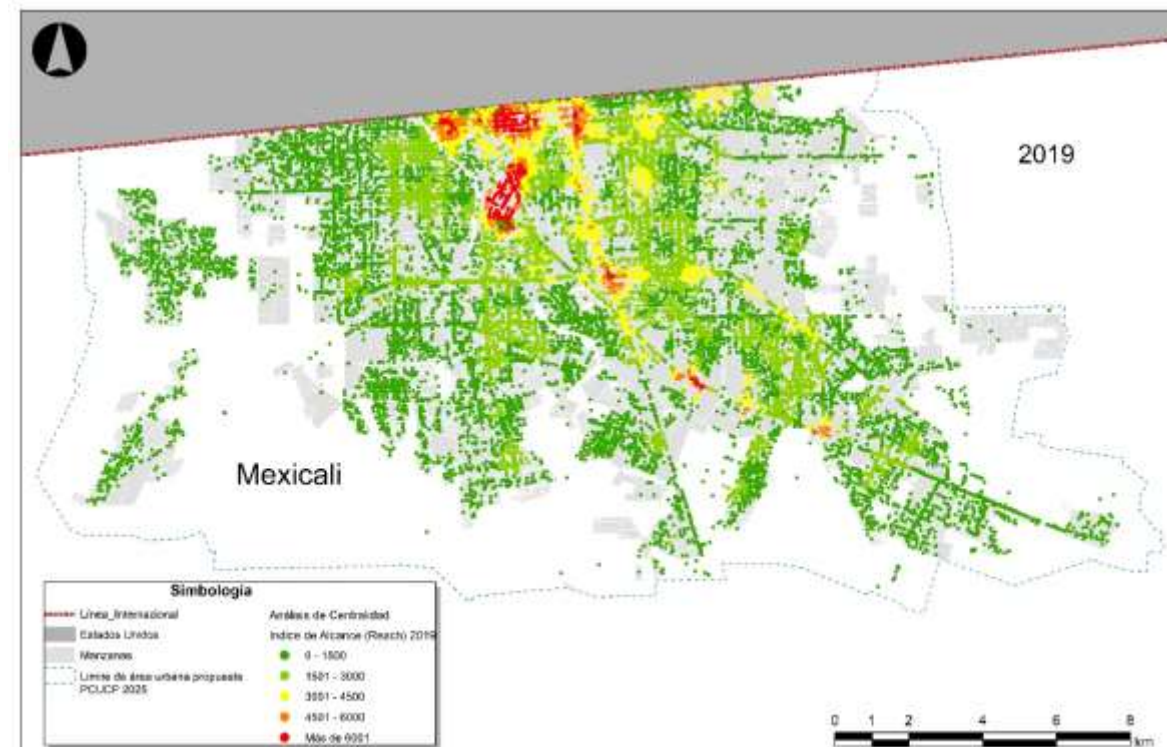 2019
Mexicali
Simbología
Línea_Internacional
Estados Unidos
Manzanas
Límite de área urbana propuesta
PCUCP 2025
Análisis de Centralidad
Indice de Alcance (Reach) 2019
0 - 1500
1501 - 3000
3001 - 4500
4501 - 6000
Más de 6001
0 1 2 4 6 8
km